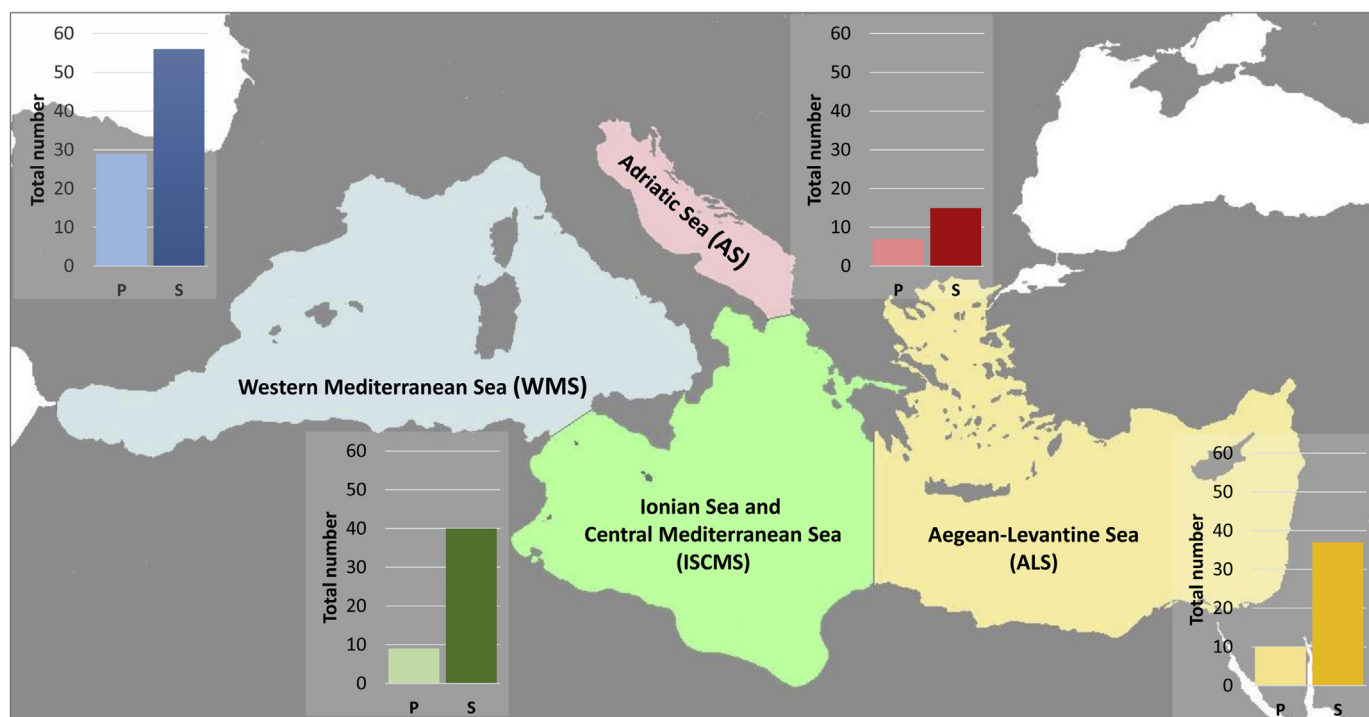 60
50
40
30
20
10
0
Total number
P S
60
50
40
30
20
10
0
Total number
P S
Adriatic Sea (AS)
Western Mediterranean Sea (WMS)
60
50
40
30
20
10
0
Total number
P S
Ionian Sea and
Central Mediterranean Sea
(ISCMS)
Aegean-Levantine Sea
(ALS)
60
50
40
30
20
10
0
Total number
P S